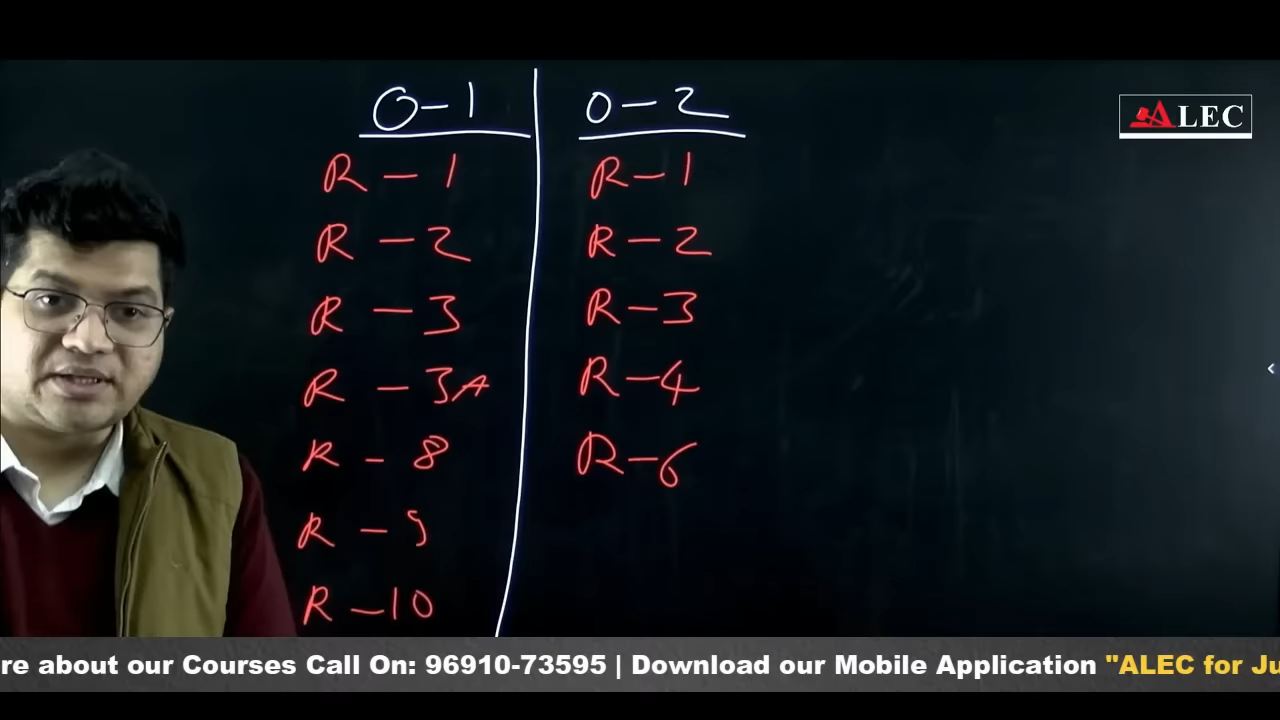 O-1
R - 1
R - 2
R - 3
R - 3A
R - 8
R - 9
R - 10
O-2
R-1
R-2
R-3
R-4
R-6
ALEC
re about our Courses Call On: 96910-73595 | Download our Mobile Application "ALEC for Ju